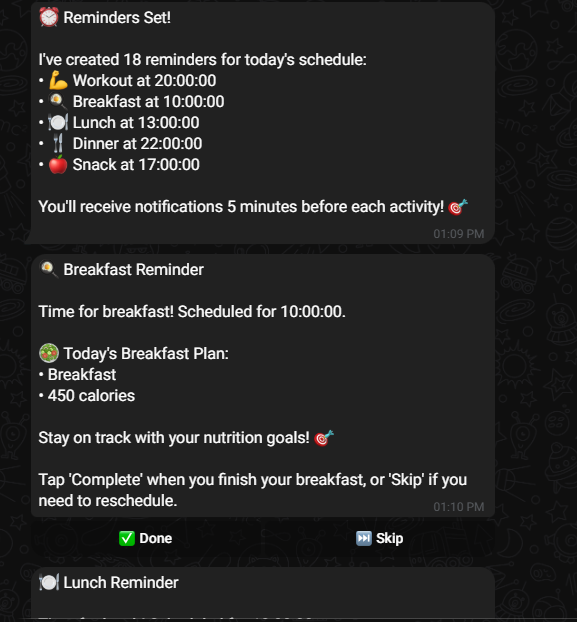 ⏰ Reminders Set!
I've created 18 reminders for today's schedule:
• 💪 Workout at 20:00:00
• 🍳 Breakfast at 10:00:00
• 🍽️ Lunch at 13:00:00
• 🍴 Dinner at 22:00:00
• 🍎 Snack at 17:00:00
You'll receive notifications 5 minutes before each activity! 🎯
01:09 PM
🍳 Breakfast Reminder
Time for breakfast! Scheduled for 10:00:00.
🥗 Today's Breakfast Plan:
• Breakfast
• 450 calories
Stay on track with your nutrition goals! 🎯
Tap 'Complete' when you finish your breakfast, or 'Skip' if you
need to reschedule.
01:10 PM
✅ Done
⏭️ Skip
🍽️ Lunch Reminder